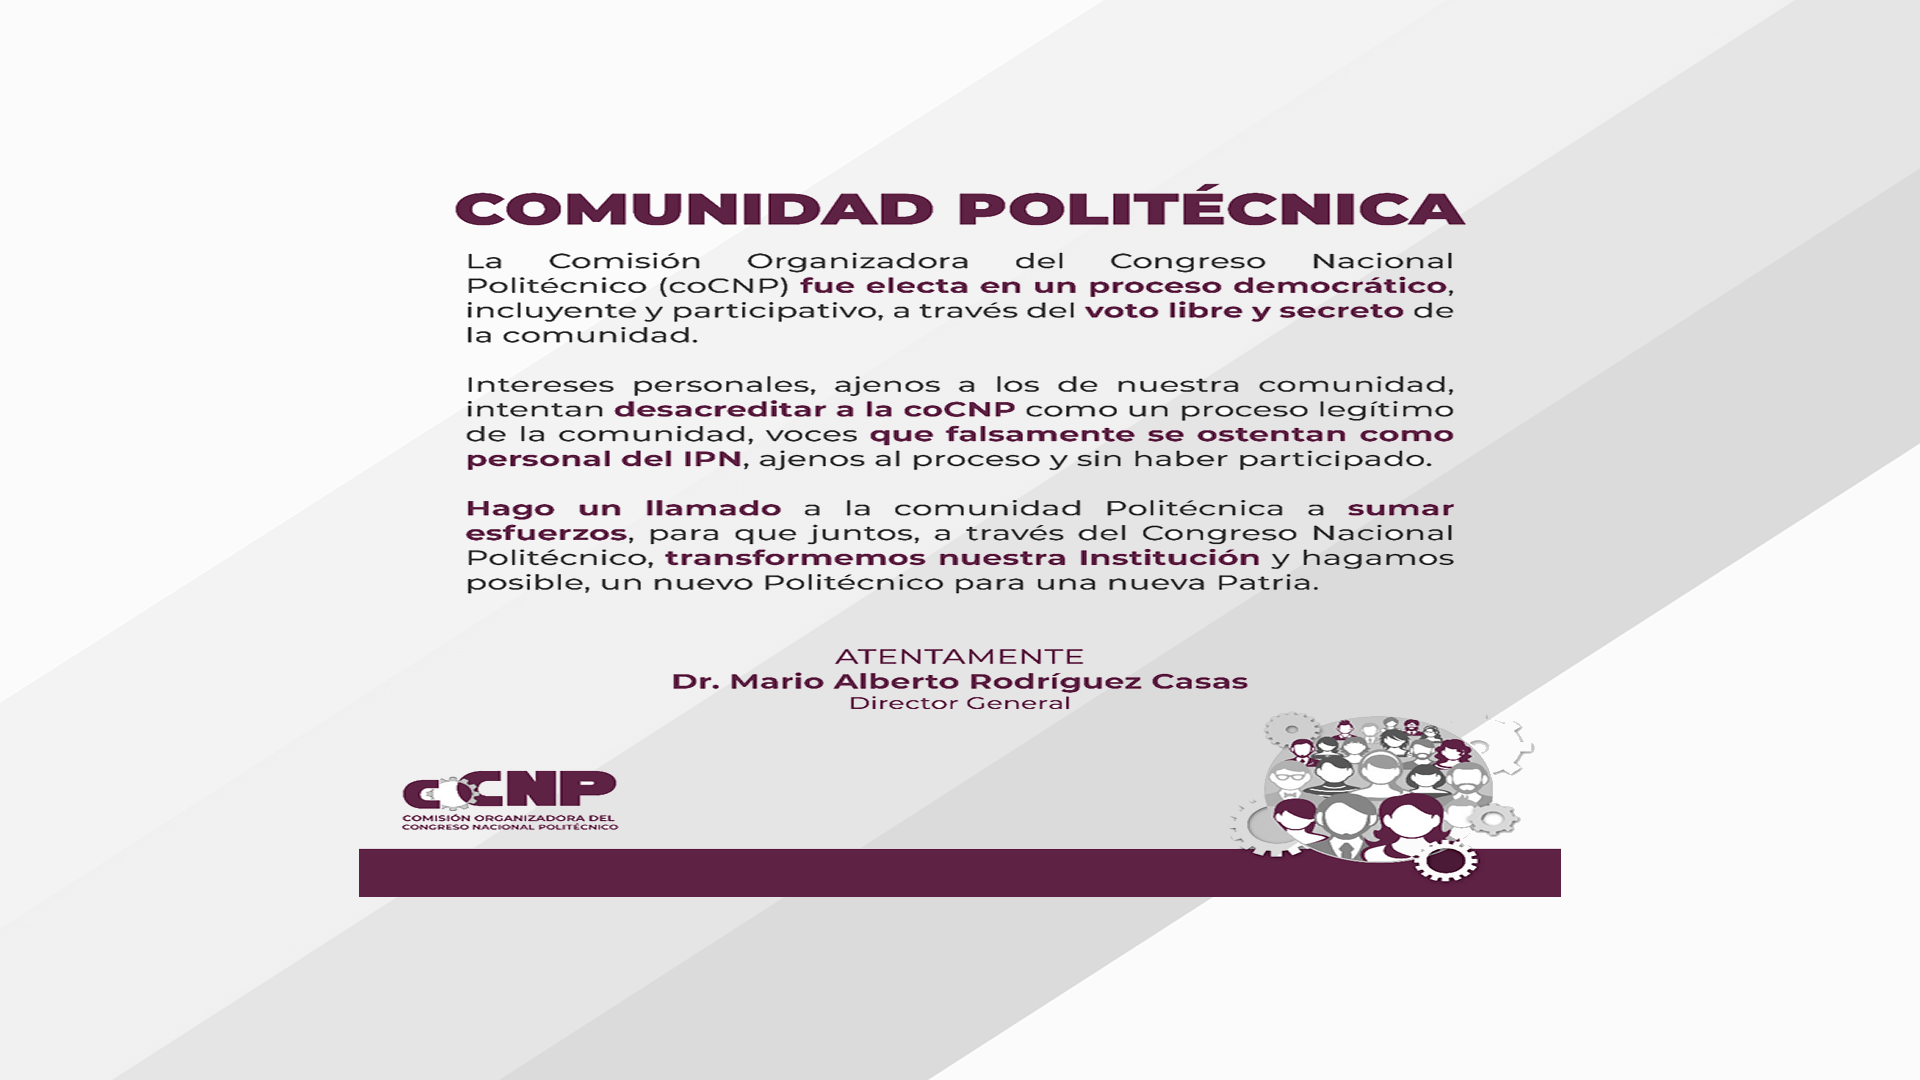 COMUNIDAD POLITÉCNICA
La Comisión Organizadora del Congreso Nacional
Politécnico (coCNP) fue electa en un proceso democrático,
incluyente y participativo, a través del voto libre y secreto de
la comunidad.
Intereses personales, ajenos a los de nuestra comunidad,
intentan desacreditar a la coCNP como un proceso legítimo
de la comunidad, voces que falsamente se ostentan como
personal del IPN, ajenos al proceso y sin haber participado.
Hago un llamado a la comunidad Politécnica a sumar
esfuerzos, para que juntos, a través del Congreso Nacional
Politécnico, transformemos nuestra Institución y hagamos
posible, un nuevo Politécnico para una nueva Patria.
ATENTAMENTE
Dr. Mario Alberto Rodríguez Casas
Director General
coCNP
COMISIÓN ORGANIZADORA DEL
CONGRESO NACIONAL POLITÉCNICO